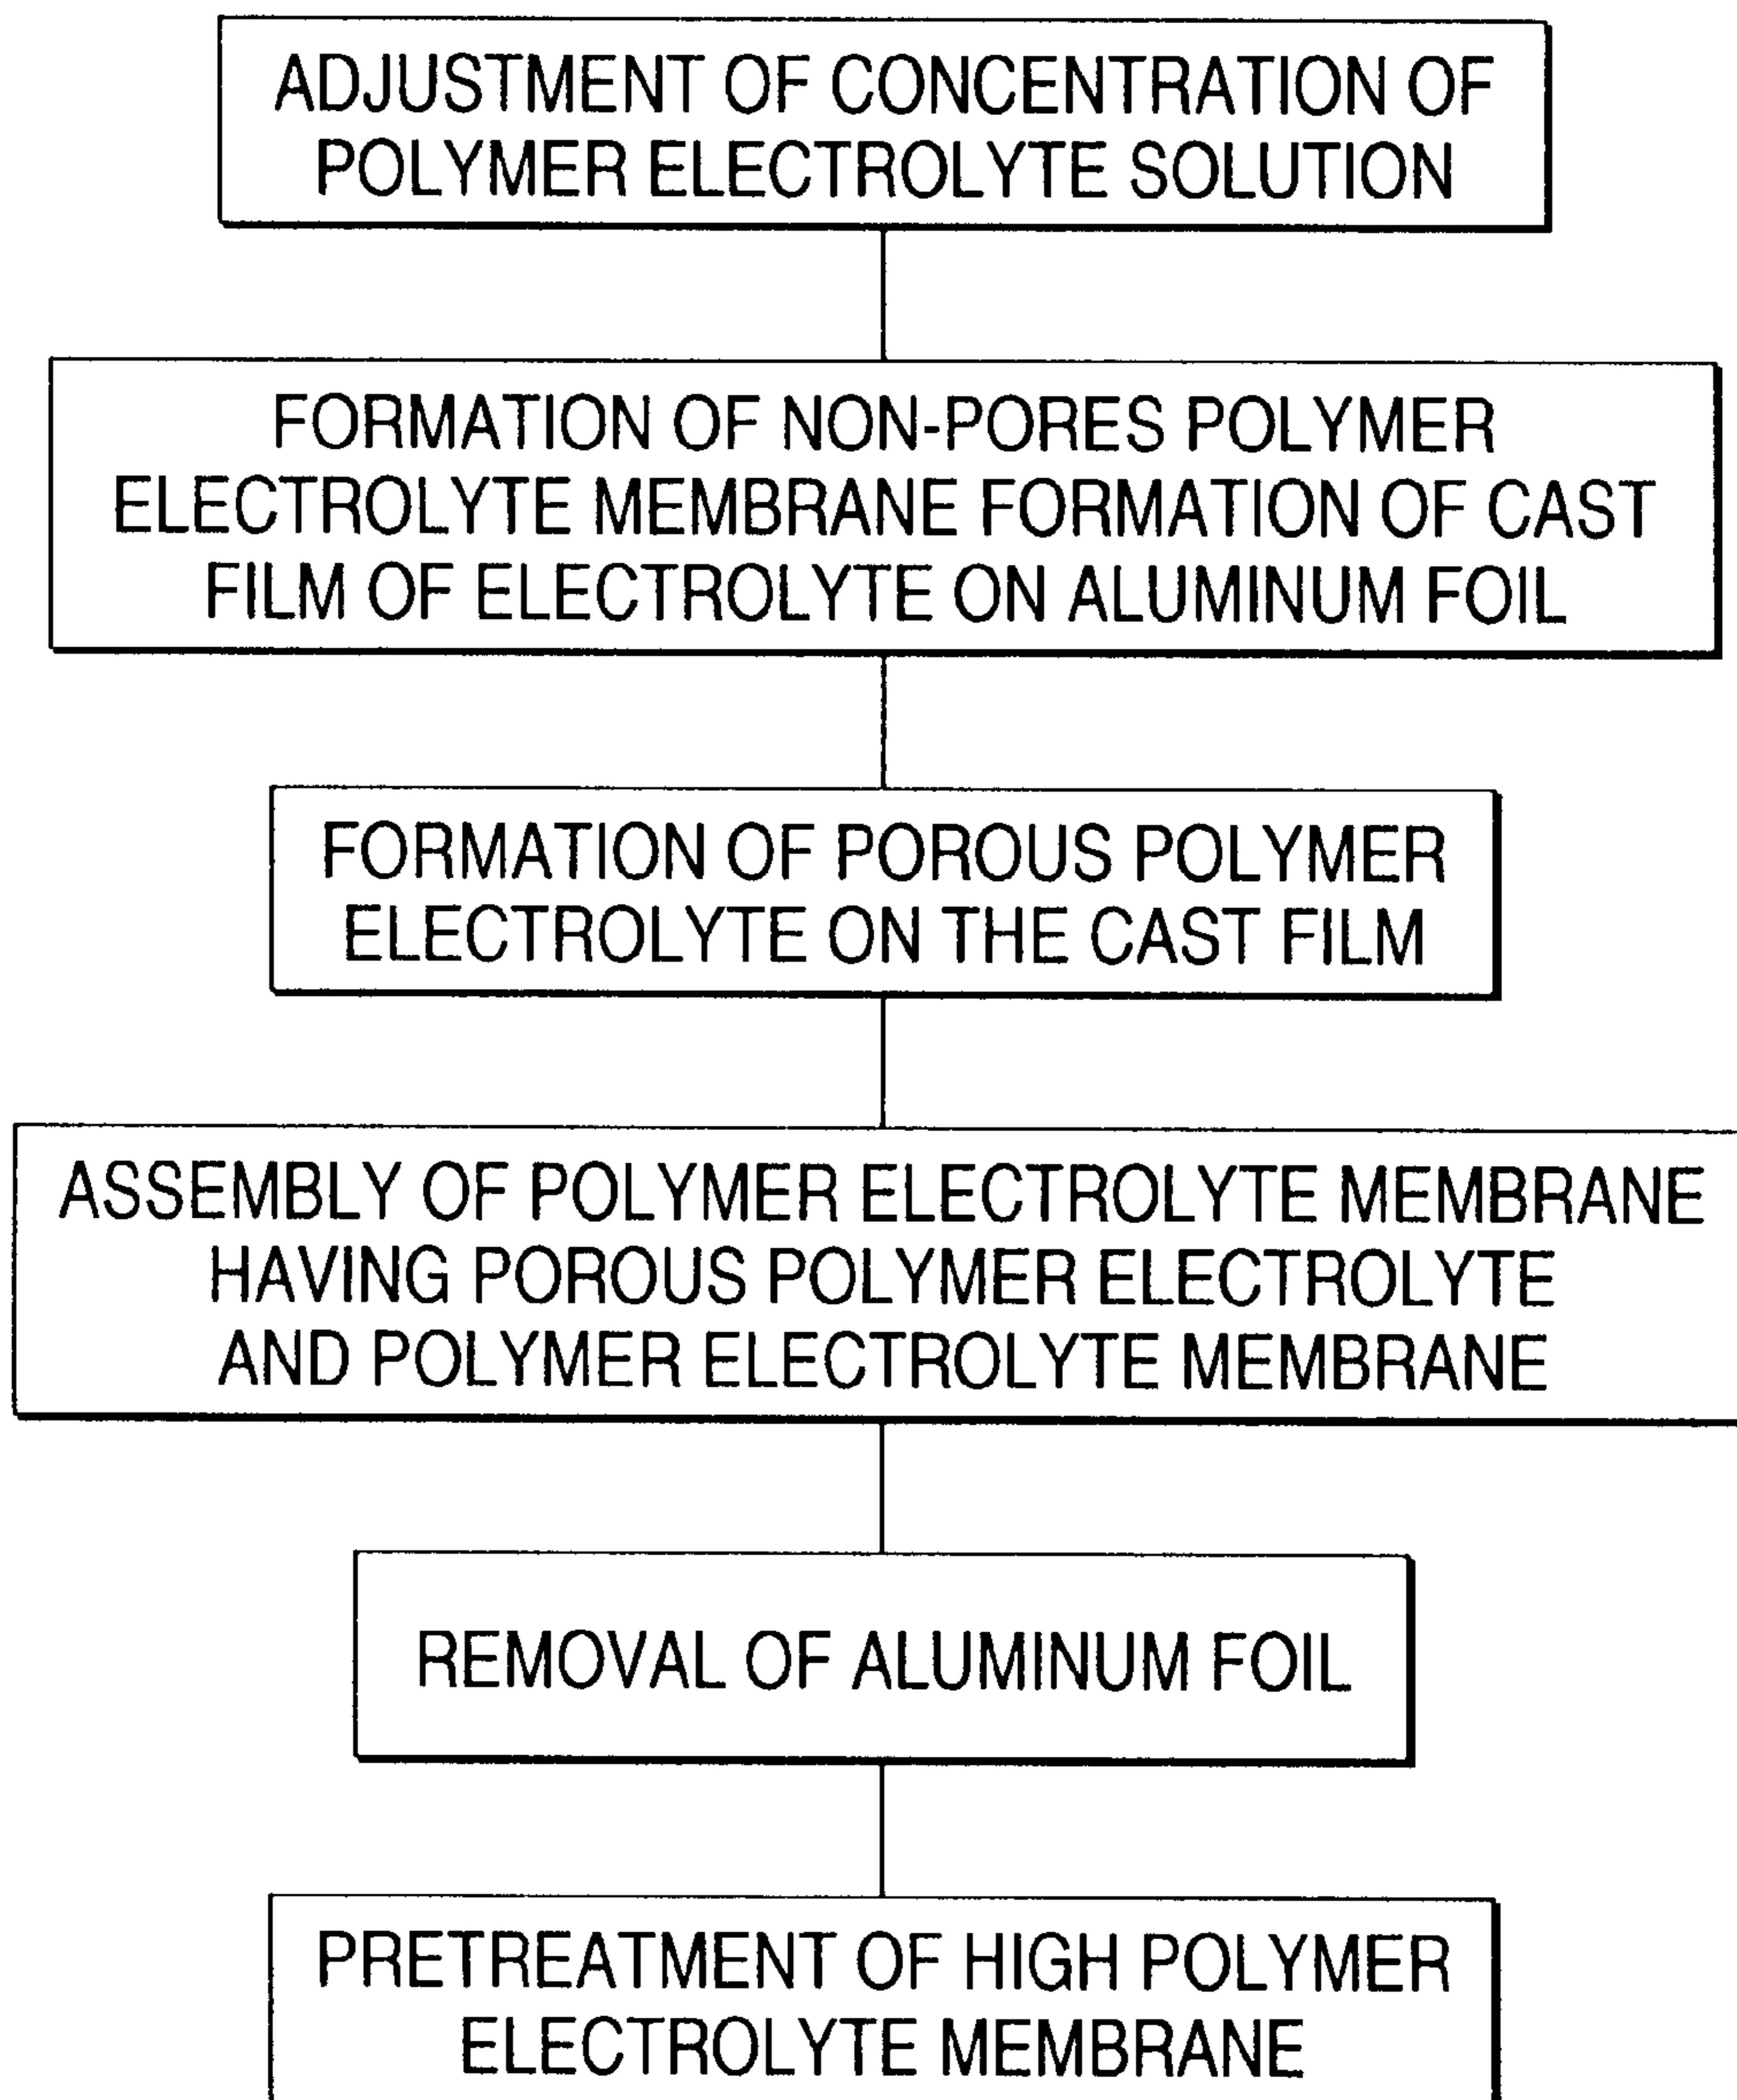 ADJUSTMENT OF CONCENTRATION OF
POLYMER ELECTROLYTE SOLUTION
FORMATION OF NON-PORES POLYMER
ELECTROLYTE MEMBRANE FORMATION OF CAST
FILM OF ELECTROLYTE ON ALUMINUM FOIL
FORMATION OF POROUS POLYMER
ELECTROLYTE ON THE CAST FILM
ASSEMBLY OF POLYMER ELECTROLYTE MEMBRANE
HAVING POROUS POLYMER ELECTROLYTE
AND POLYMER ELECTROLYTE MEMBRANE
REMOVAL OF ALUMINUM FOIL
PRETREATMENT OF HIGH POLYMER
ELECTROLYTE MEMBRANE